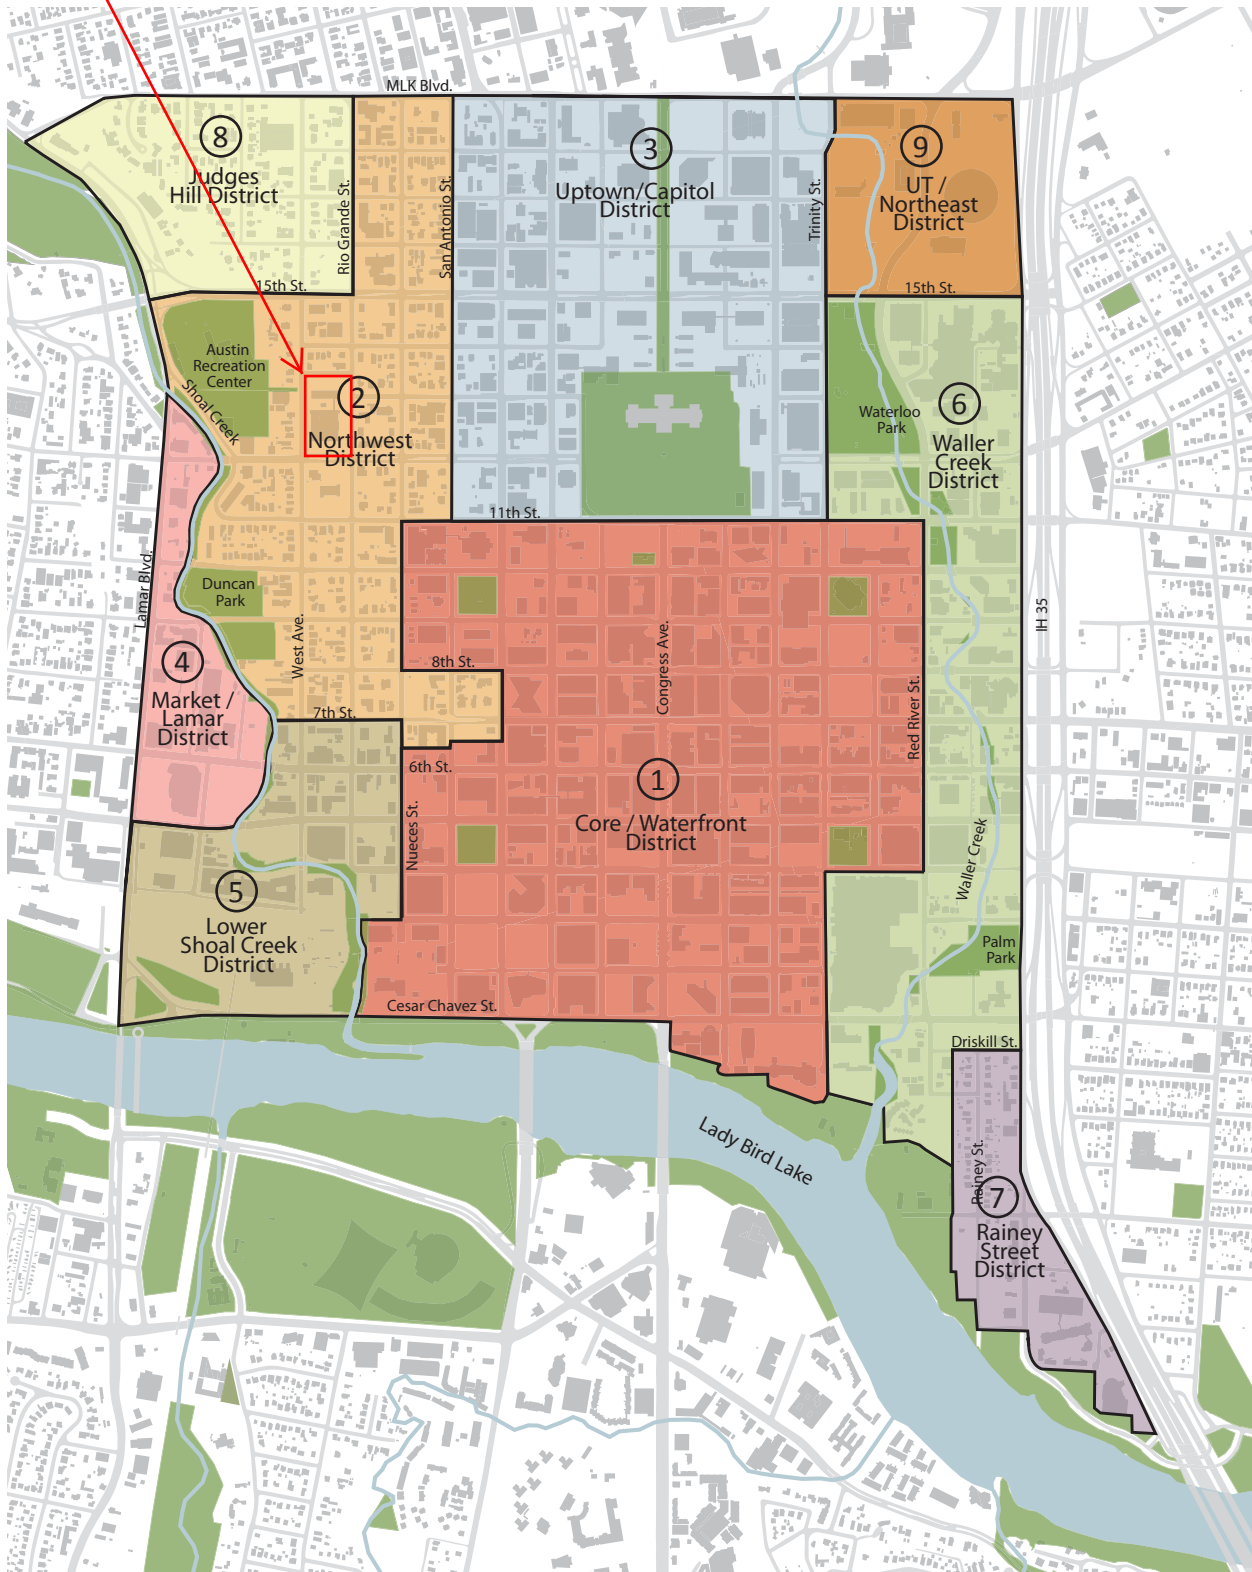 MLK Blvd.
8
Judges
Hill District
Rio Grande St.
San Antonio St.
3
Uptown/Capitol
District
Trinity St.
9
UT /
Northeast
District
15th St.
15th St.
Austin
Recreation
Center
Shoal Creek
2
Northwest
District
Waterloo
Park
6
Waller
Creek
District
11th St.
Lamar Blvd.
Duncan
Park
West Ave.
IH 35
4
Market /
Lamar
District
8th St.
Congress Ave.
Red River St.
7th St.
6th St.
Nueces St.
1
Core / Waterfront
District
Waller Creek
5
Lower
Shoal Creek
District
Palm
Park
Cesar Chavez St.
Driskill St.
Lady Bird Lake
Rainey St.
7
Rainey
Street
District